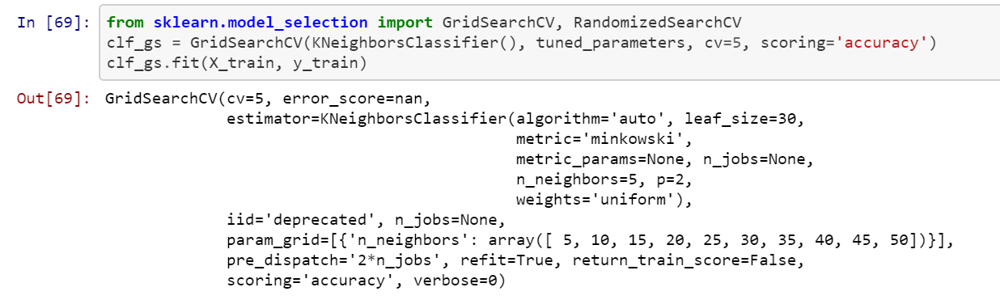 In [69]: from sklearn.model_selection import GridSearchCV, RandomizedSearchCV
clf_gs = GridSearchCV(KNeighborsClassifier(), tuned_parameters, cv=5, scoring='accuracy')
clf_gs.fit(X_train, y_train)
Out[69]: GridSearchCV(cv=5, error_score=nan,
estimator=KNeighborsClassifier(algorithm='auto', leaf_size=30,
metric='minkowski',
metric_params=None, n_jobs=None,
n_neighbors=5, p=2,
weights='uniform'),
iid='deprecated', n_jobs=None,
param_grid=[{'n_neighbors': array([ 5, 10, 15, 20, 25, 30, 35, 40, 45, 50])}],
pre_dispatch='2*n_jobs', refit=True, return_train_score=False,
scoring='accuracy', verbose=0)